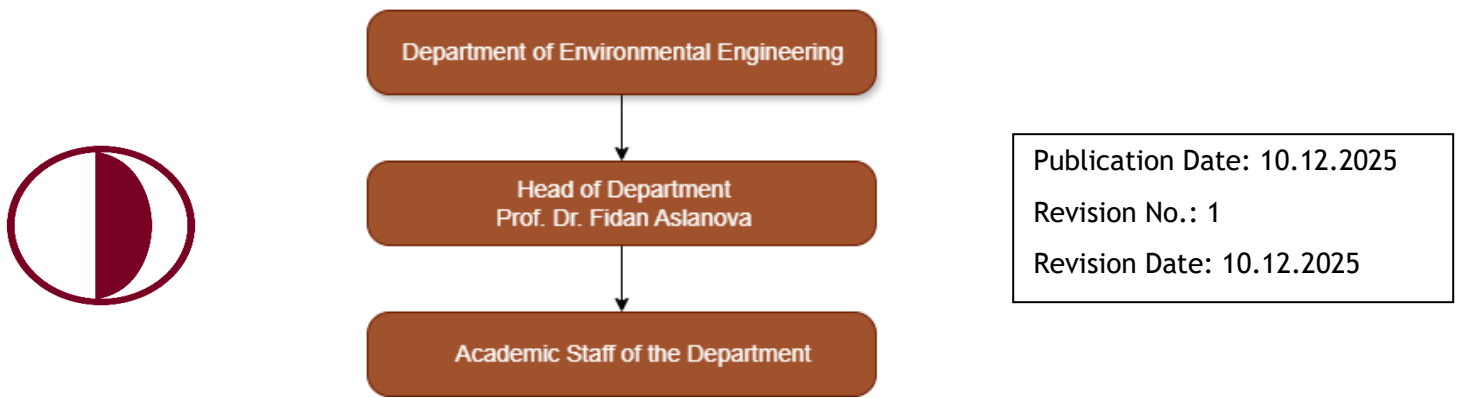 Department of Environmental Engineering
Head of Department
Prof. Dr. Fidan Aslanova
Academic Staff of the Department
Publication Date: 10.12.2025
Revision No.: 1
Revision Date: 10.12.2025